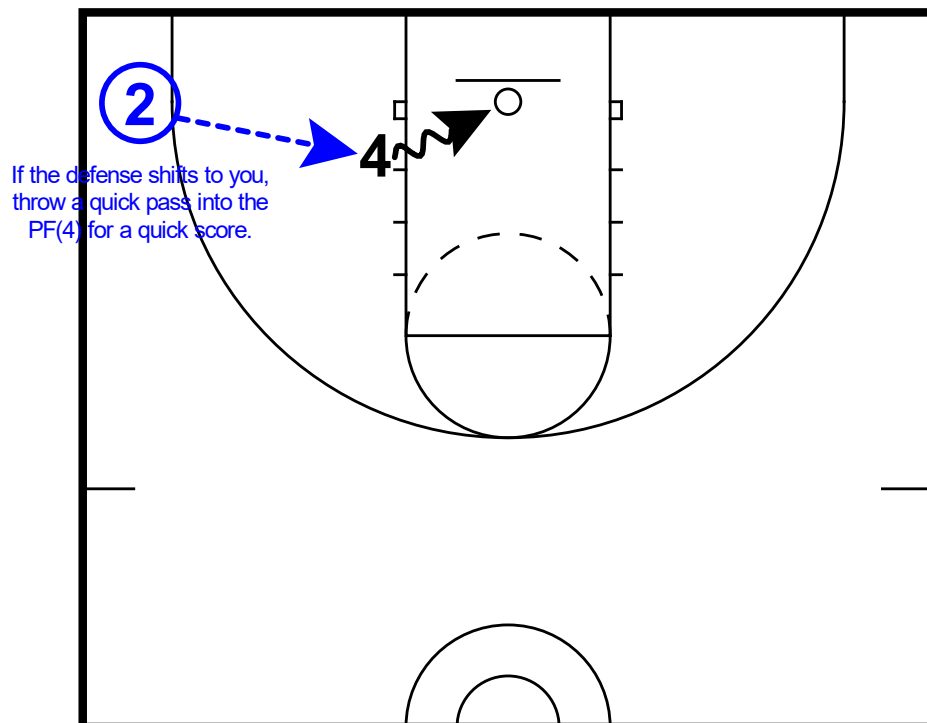 2
4
If the defense shifts to you,
throw a quick pass into the
PF(4) for a quick score.